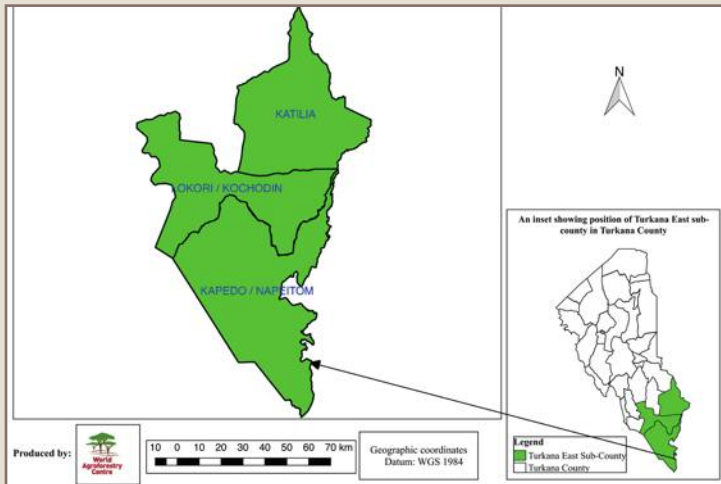 KATILIA
LOKORI / KOCHODIN
KAPEDO / NAPEITOM
N
An inset showing position of Turkana East sub-
county in Turkana County
Legend
Turkana East Sub-County
Turkana County
Produced by:
World
Agroforestry
Centre
10 0 10 20 30 40 50 60 70 km
Geographic coordinates
Datum: WGS 1984